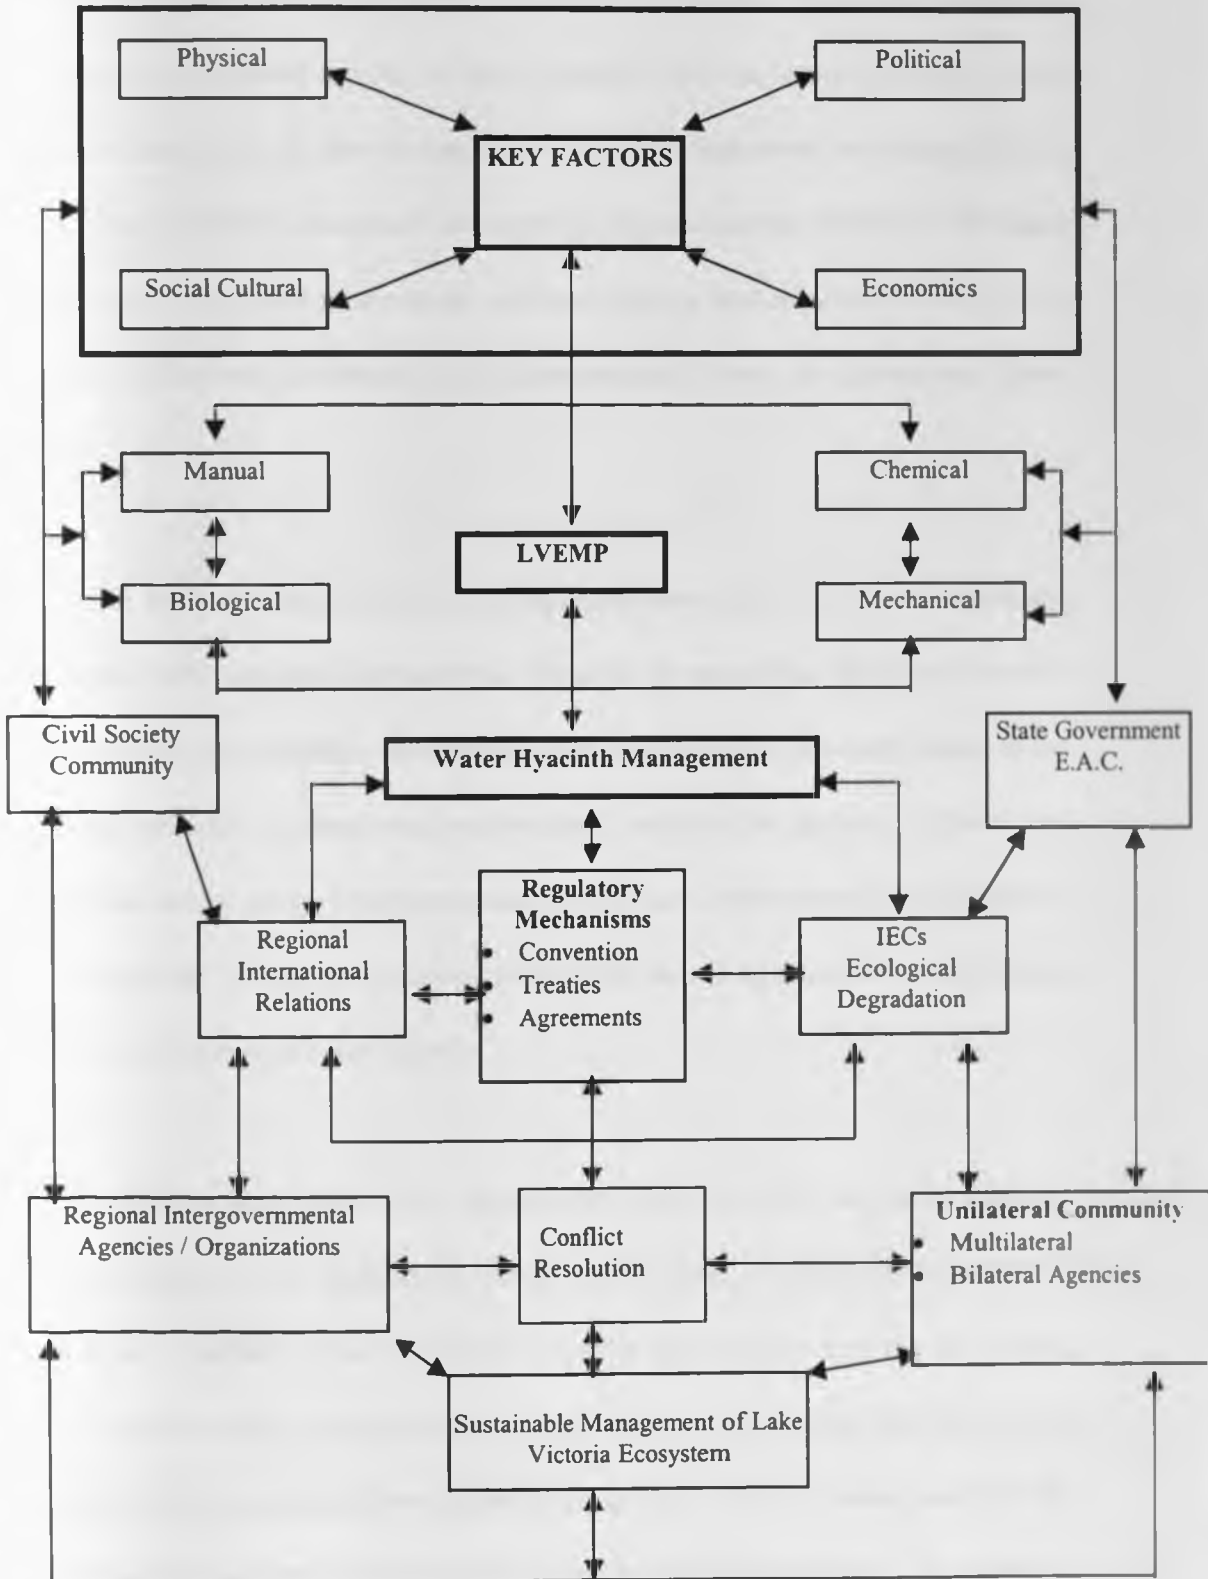 Physical
Political
KEY FACTORS
Social Cultural
Economics
Manual
Chemical
LVEMP
Biological
Mechanical
Civil Society
Community
State Government
E.A.C.
Water Hyacinth Management
Regulatory
Mechanisms
• Convention
• Treaties
• Agreements
Regional
International
Relations
IECs
Ecological
Degradation
Regional Intergovernmental
Agencies / Organizations
Conflict
Resolution
Unilateral Community
• Multilateral
• Bilateral Agencies
Sustainable Management of Lake
Victoria Ecosystem